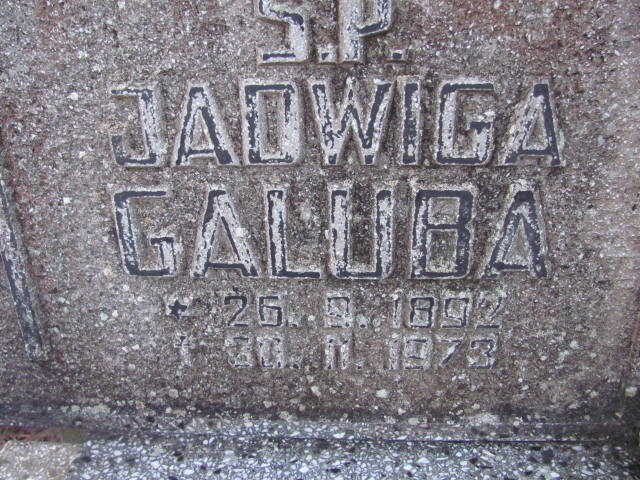 S.P.
JADWIGA
GALUBA
* 26. 9. 1892
† 30. 11. 1973